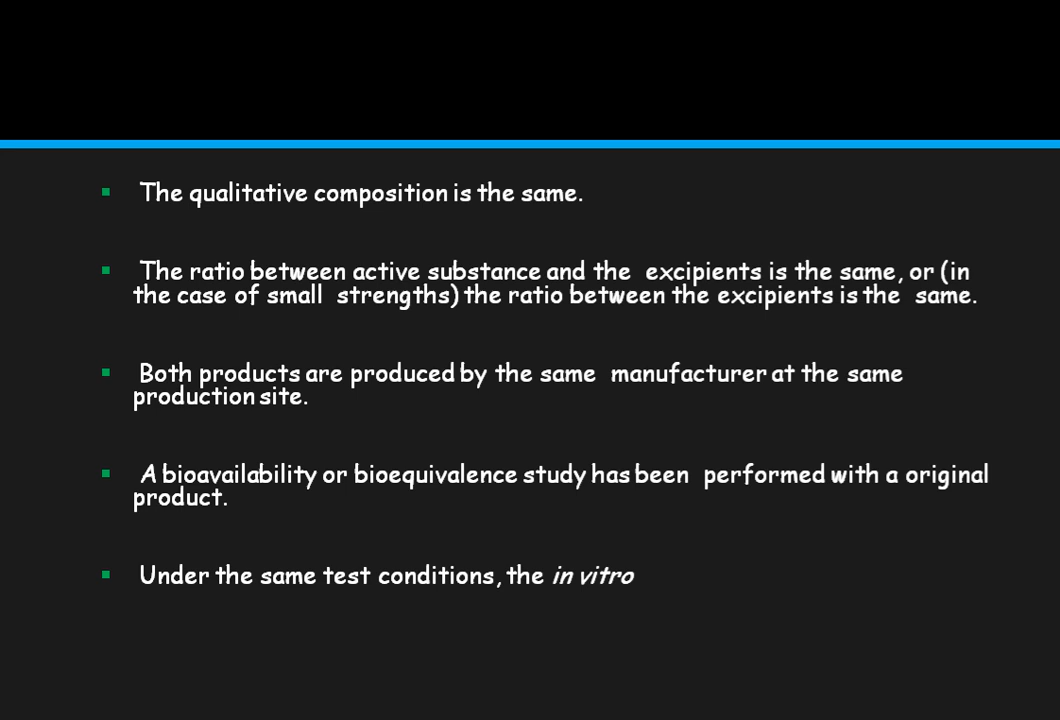 The qualitative composition is the same.
The ratio between active substance and the excipients is the same, or (in
the case of small strengths) the ratio between the excipients is the same.
Both products are produced by the same manufacturer at the same
production site.
A bioavailability or bioequivalence study has been performed with a original
product.
Under the same test conditions, the in vitro